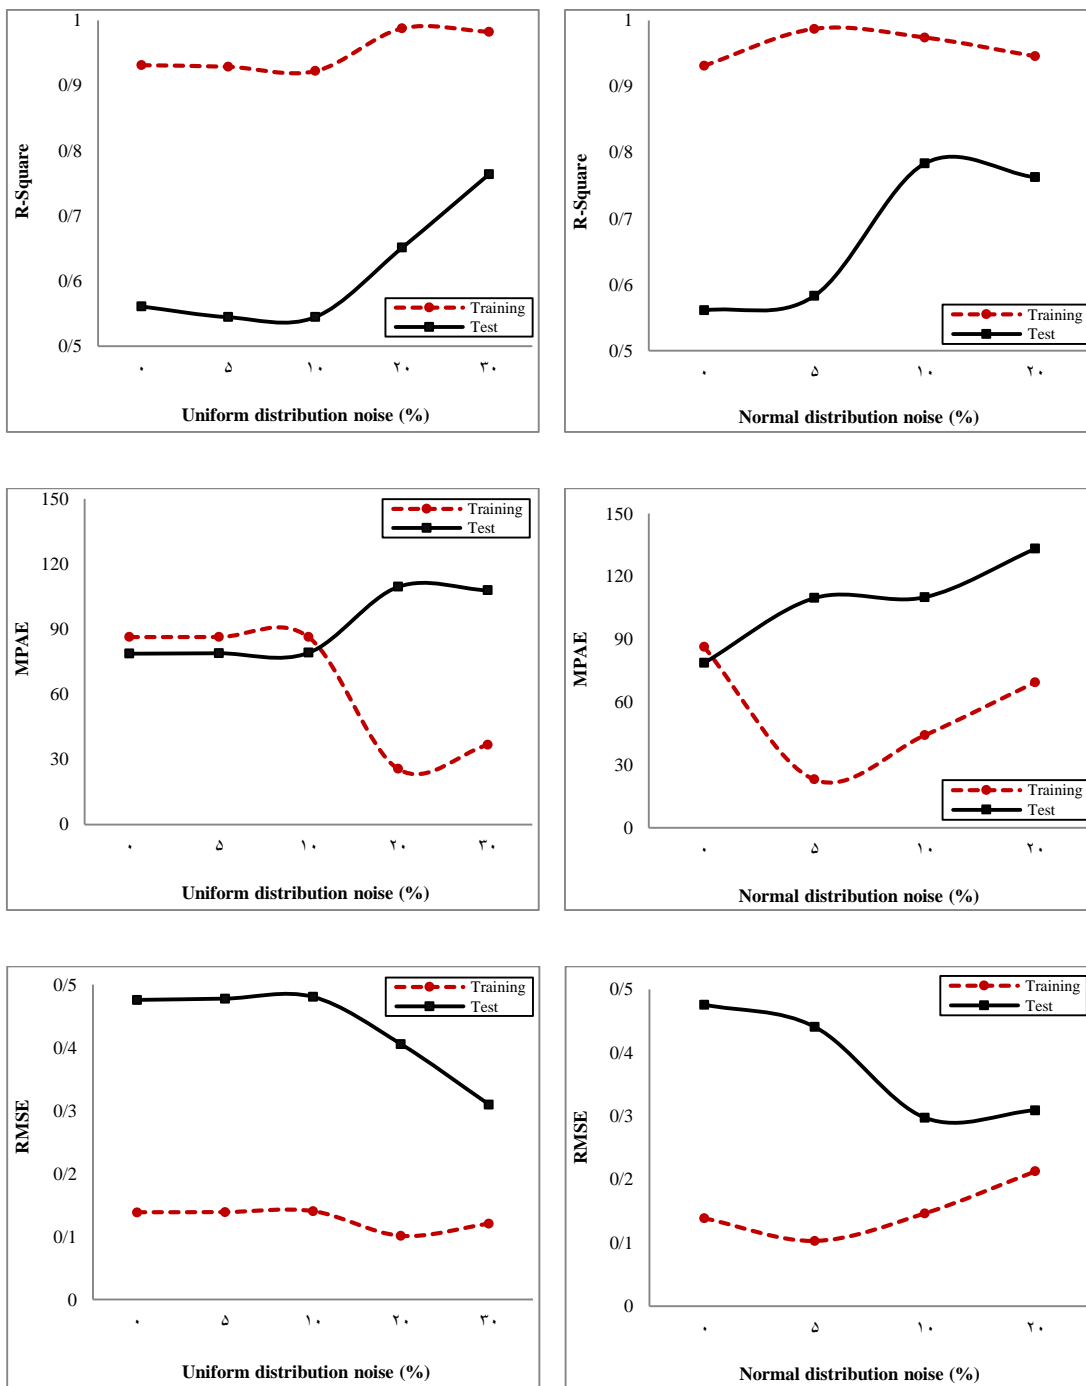 1
0/9
0/8
0/7
0/6
0/5
R-Square
Training
Test
۰ ۵ ۱۰ ۲۰ ۳۰
Uniform distribution noise (%)
1
0/9
0/8
0/7
0/6
0/5
R-Square
Training
Test
۰ ۵ ۱۰ ۲۰
Normal distribution noise (%)
150
120
90
60
30
0
MPAE
Training
Test
۰ ۵ ۱۰ ۲۰ ۳۰
Uniform distribution noise (%)
150
120
90
60
30
0
MPAE
Training
Test
۰ ۵ ۱۰ ۲۰
Normal distribution noise (%)
0/5
0/4
0/3
0/2
0/1
0
RMSE
Training
Test
۰ ۵ ۱۰ ۲۰ ۳۰
Uniform distribution noise (%)
0/5
0/4
0/3
0/2
0/1
0
RMSE
Training
Test
۰ ۵ ۱۰ ۲۰
Normal distribution noise (%)